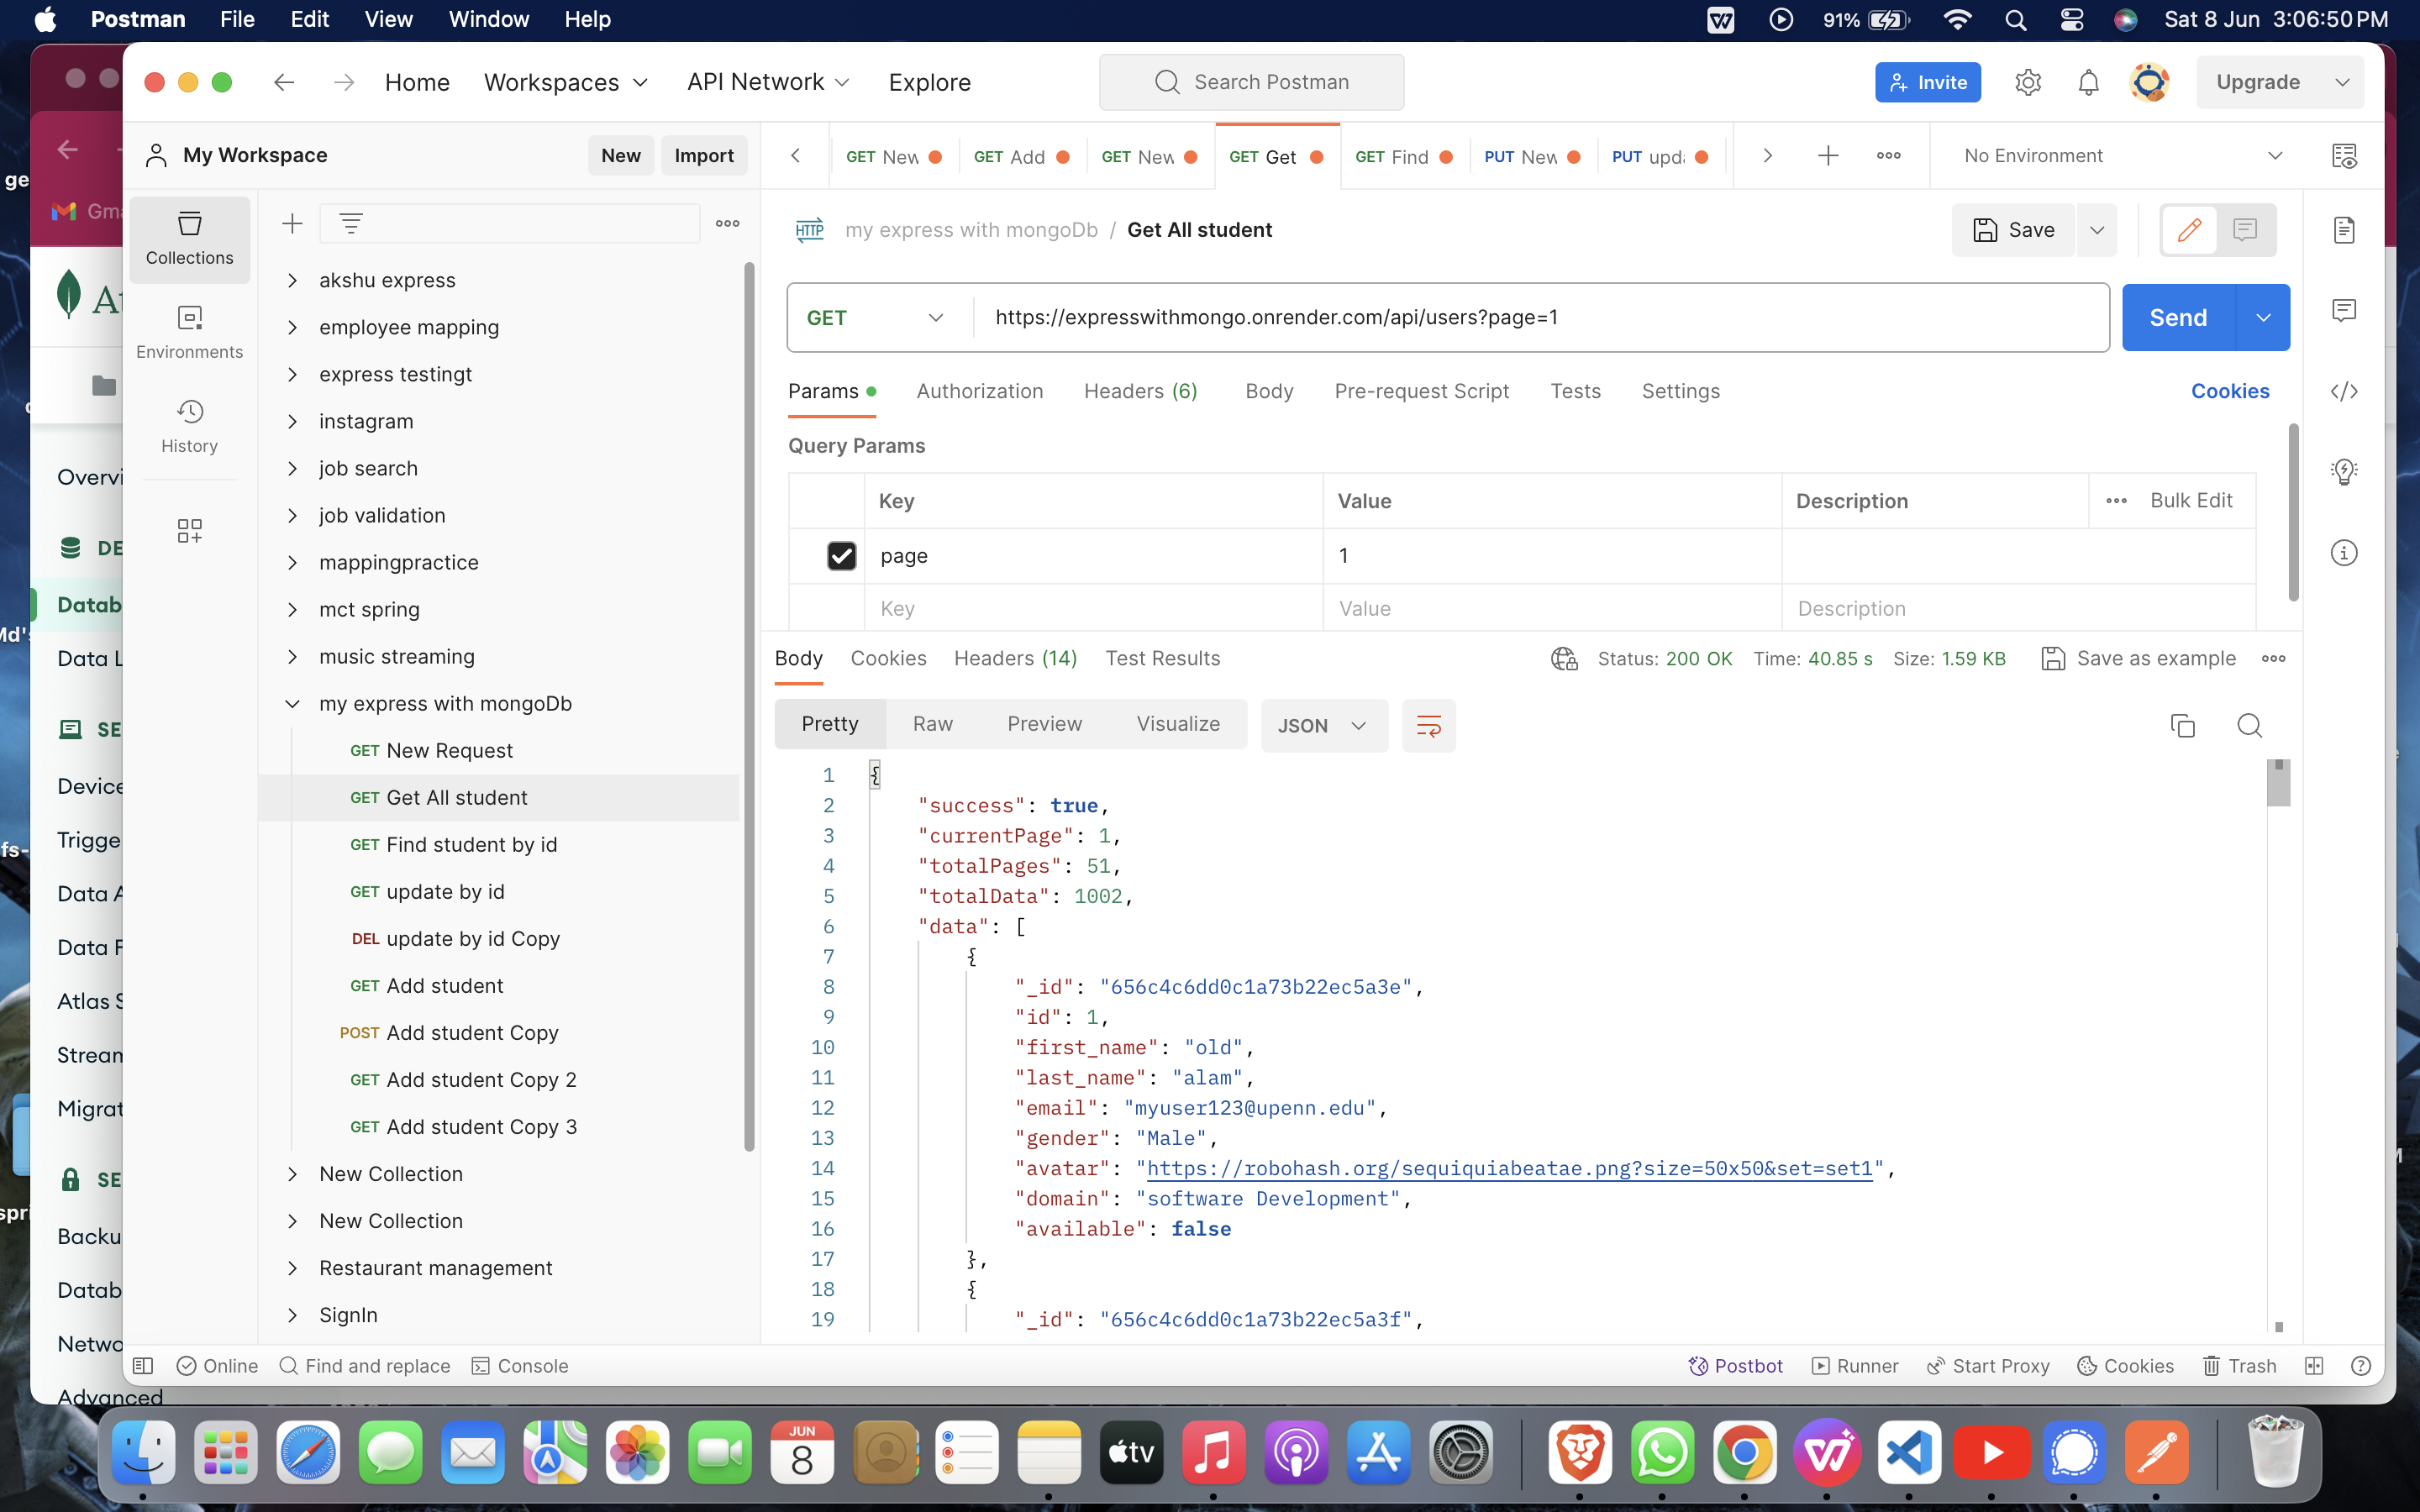 Postman File Edit View Window Help 91% Sat 8 Jun 3:06:50 PM
Home Workspaces API Network Explore Search Postman Invite Upgrade
My Workspace New Import GET New GET Add GET New GET Get GET Find PUT New PUT upd No Environment
Collections
Environments
History
akshu express
employee mapping
express testingt
instagram
job search
job validation
mappingpractice
mct spring
music streaming
my express with mongoDb
GET New Request
GET Get All student
GET Find student by id
GET update by id
DEL update by id Copy
GET Add student
POST Add student Copy
GET Add student Copy 2
GET Add student Copy 3
New Collection
New Collection
Restaurant management
SignIn
HTTP my express with mongoDb / Get All student Save
GET https://expresswithmongo.onrender.com/api/users?page=1 Send
Params Authorization Headers (6) Body Pre-request Script Tests Settings Cookies
Query Params
Key Value Description Bulk Edit
page 1
Key Value Description
Body Cookies Headers (14) Test Results Status: 200 OK Time: 40.85 s Size: 1.59 KB Save as example
Pretty Raw Preview Visualize JSON
1 {
2 "success": true,
3 "currentPage": 1,
4 "totalPages": 51,
5 "totalData": 1002,
6 "data": [
7 {
8 "_id": "656c4c6dd0c1a73b22ec5a3e",
9 "id": 1,
10 "first_name": "old",
11 "last_name": "alam",
12 "email": "myuser123@upenn.edu",
13 "gender": "Male",
14 "avatar": "https://robohash.org/sequiquiabeatae.png?size=50x50&set=set1",
15 "domain": "software Development",
16 "available": false
17 },
18 {
19 "_id": "656c4c6dd0c1a73b22ec5a3f",
Online Find and replace Console Postbot Runner Start Proxy Cookies Trash
ge
Gma
At
Overvi
DE
Datab
Md's
Data L
SE
Device
Trigge
fs-
Data A
Data F
Atlas S
Stream
Migrat
SE
spri
Backu
Datab
Netwo
Advanced
JUN
8
tv